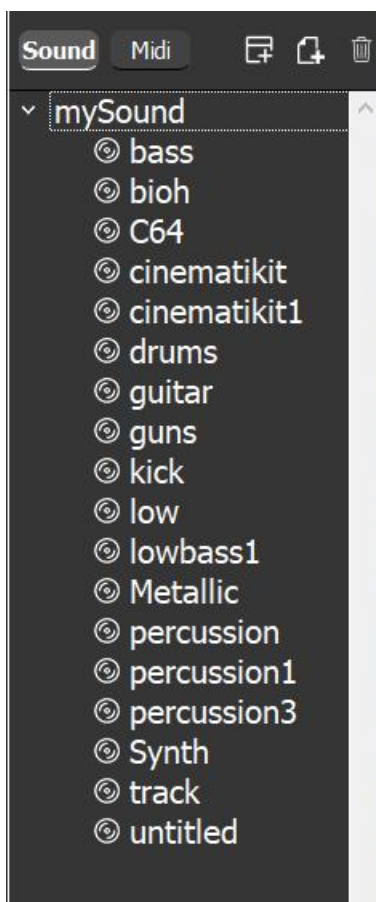 Sound Midi
mySound
bass
bioh
C64
cinematikit
cinematikit1
drums
guitar
guns
kick
low
lowbass1
Metallic
percussion
percussion1
percussion3
Synth
track
untitled